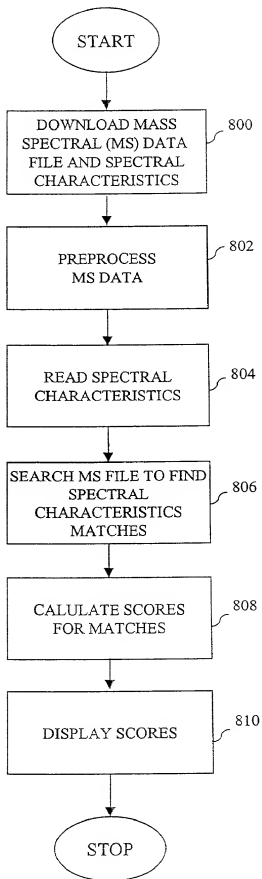 START
DOWNLOAD MASS
SPECTRAL (MS) DATA
FILE AND SPECTRAL
CHARACTERISTICS
800
PREPROCESS
MS DATA
802
READ SPECTRAL
CHARACTERISTICS
804
SEARCH MS FILE TO FIND
SPECTRAL
CHARACTERISTICS
MATCHES
806
CALULATE SCORES
FOR MATCHES
808
DISPLAY SCORES
810
STOP